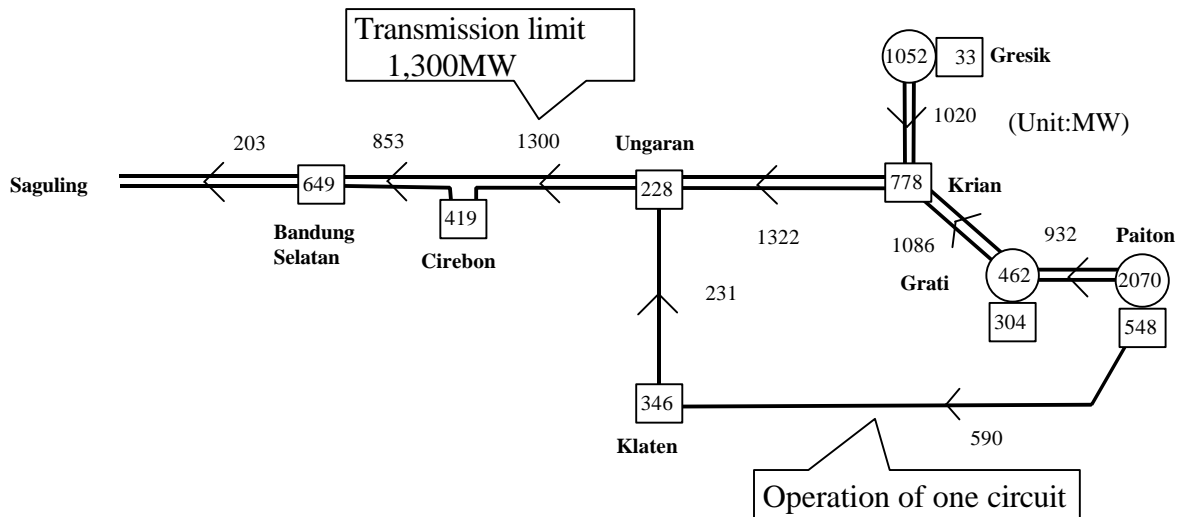 Transmission limit
1,300MW
1052
33
Gresik
1020
(Unit:MW)
203
853
1300
Ungaran
Saguling
649
228
778
Krian
419
Bandung
Selatan
Cirebon
1322
1086
932
Paiton
Grati
462
2070
231
304
548
346
Klaten
590
Operation of one circuit